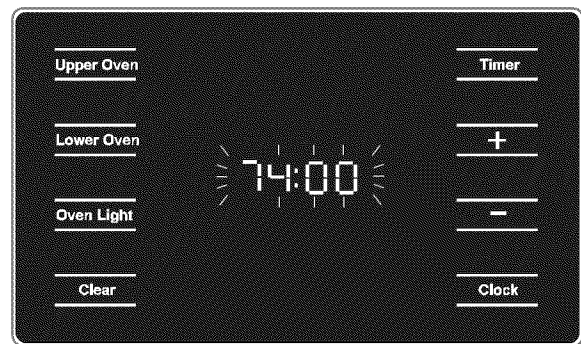 Upper Oven
Timer
Lower Oven
+
74:00
Oven Light
-
Clear
Clock